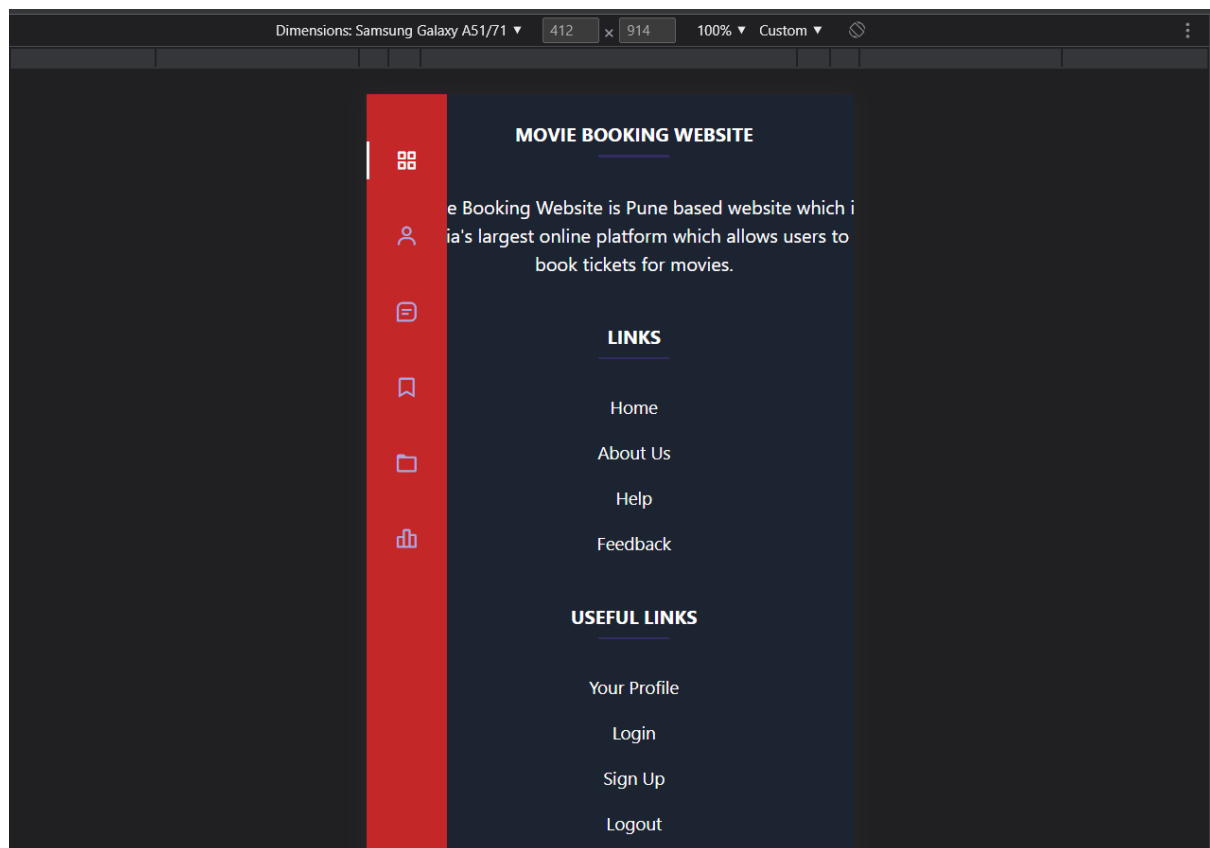 Dimensions: Samsung Galaxy A51/71 ▼ 412 × 914 100% ▼ Custom ▼
MOVIE BOOKING WEBSITE
e Booking Website is Pune based website which i
ia's largest online platform which allows users to
book tickets for movies.
LINKS
Home
About Us
Help
Feedback
USEFUL LINKS
Your Profile
Login
Sign Up
Logout